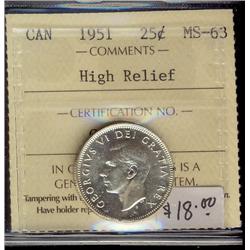 CAN 1951 25¢ MS-63
COMMENTS
High Relief
CERTIFICATION NO.
GEORGIVS VI DEI GRATIA REX
IN C IS A
GEN TEM.
Tampering with
Have holder
$18.00